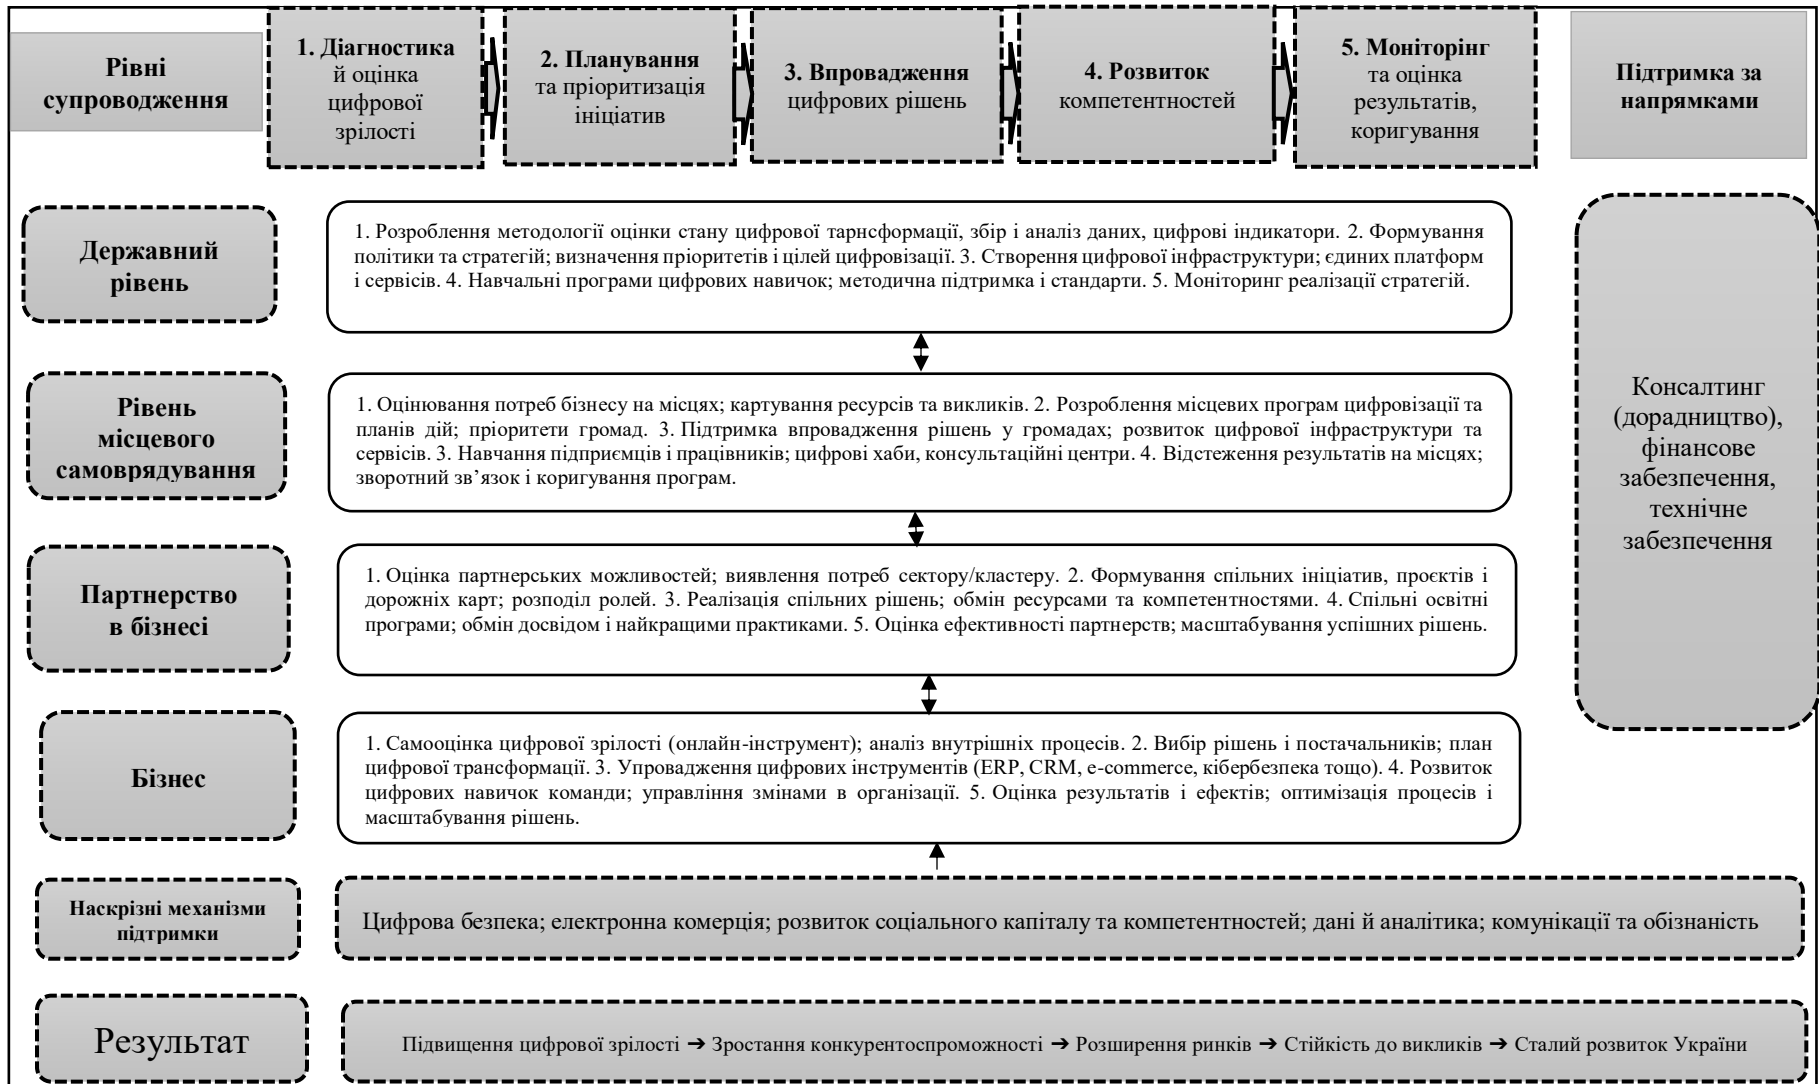 Рівні
супроводження
1. Діагностика
й оцінка
цифрової
зрілості
2. Планування
та пріоритизація
ініціатив
3. Впровадження
цифрових рішень
4. Розвиток
компетентностей
5. Моніторінг
та оцінка
результатів,
коригування
Підтримка за
напрямками
Державний
рівень
1. Розроблення методології оцінки стану цифрової тарнсформації, збір і аналіз даних, цифрові індикатори. 2. Формування
політики та стратегій; визначення пріоритетів і цілей цифровізації. 3. Створення цифрової інфраструктури; єдиних платформ
і сервісів. 4. Навчальні програми цифрових навичок; методична підтримка і стандарти. 5. Моніторинг реалізації стратегій.
Рівень
місцевого
самоврядування
1. Оцінювання потреб бізнесу на місцях; картування ресурсів та викликів. 2. Розроблення місцевих програм цифровізації та
планів дій; пріоритети громад. 3. Підтримка впровадження рішень у громадах; розвиток цифрової інфраструктури та
сервісів. 3. Навчання підприємців і працівників; цифрові хаби, консультаційні центри. 4. Відстеження результатів на місцях;
зворотний зв’язок і коригування програм.
Консалтинг
(дорадництво),
фінансове
забезпечення,
технічне
забезпечення
Партнерство
в бізнесі
1. Оцінка партнерських можливостей; виявлення потреб сектору/кластеру. 2. Формування спільних ініціатив, проєктів і
дорожніх карт; розподіл ролей. 3. Реалізація спільних рішень; обмін ресурсами та компетентностями. 4. Спільні освітні
програми; обмін досвідом і найкращими практиками. 5. Оцінка ефективності партнерств; масштабування успішних рішень.
Бізнес
1. Самооцінка цифрової зрілості (онлайн-інструмент); аналіз внутрішніх процесів. 2. Вибір рішень і постачальників; план
цифрової трансформації. 3. Упровадження цифрових інструментів (ERP, CRM, e-commerce, кібербезпека тощо). 4. Розвиток
цифрових навичок команди; управління змінами в організації. 5. Оцінка результатів і ефектів; оптимізація процесів і
масштабування рішень.
Наскрізні механізми
підтримки
Цифрова безпека; електронна комерція; розвиток соціального капіталу та компетентностей; дані й аналітика; комунікації та обізнаність
Результат
Підвищення цифрової зрілості ➔ Зростання конкурентоспроможності ➔ Розширення ринків ➔ Стійкість до викликів ➔ Сталий розвиток України